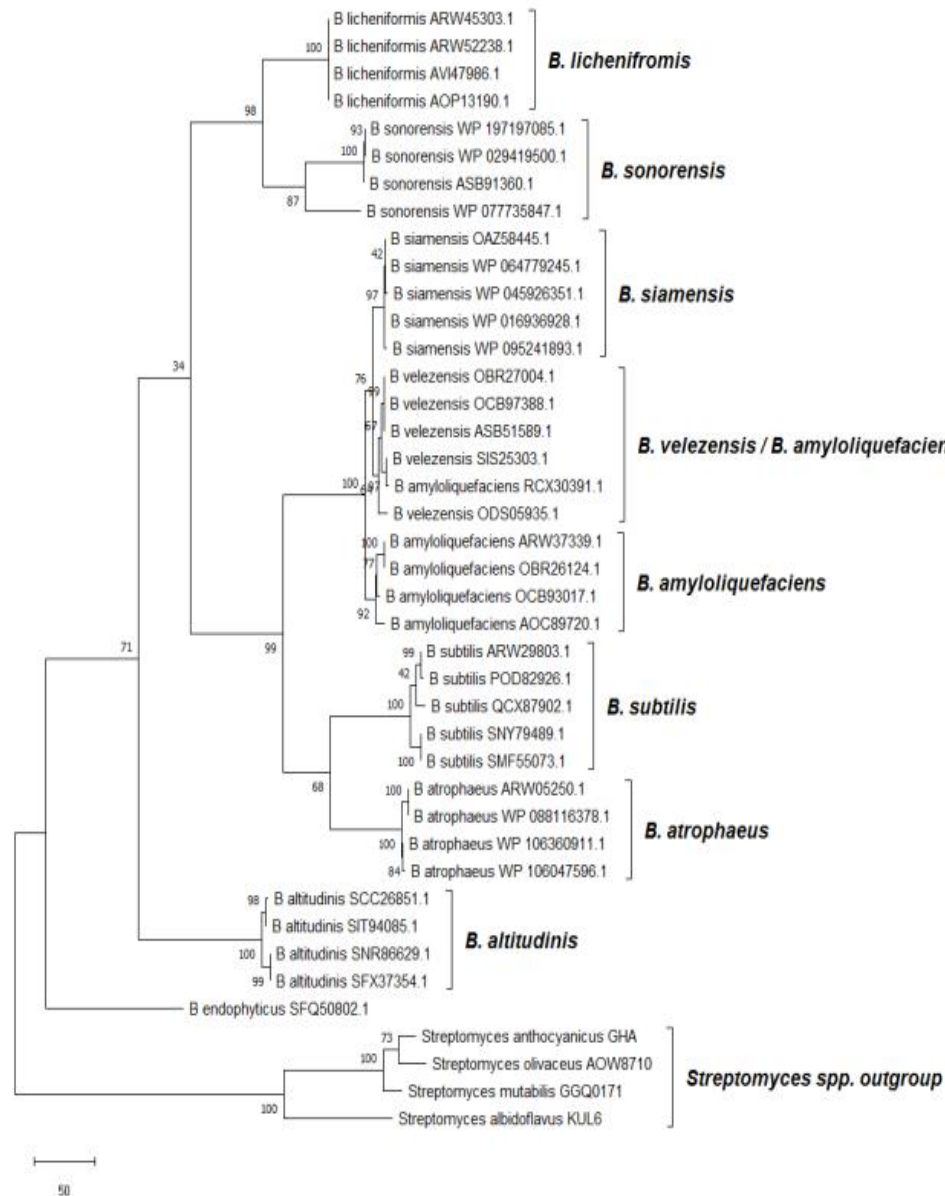 B licheniformis ARW45303.1
100
B licheniformis ARW52238.1
B licheniformis AVI47986.1
B. lichenifromis
B licheniformis AOP13190.1
98
93
B sonorensis WP 197197085.1
100
B sonorensis WP 029419500.1
B. sonorensis
B sonorensis ASB91360.1
87
B sonorensis WP 077735847.1
B siamensis OAZ58445.1
42
B siamensis WP 064779245.1
97
B siamensis WP 045926351.1
B. siamensis
B siamensis WP 016936928.1
B siamensis WP 095241893.1
34
76
B velezensis OBR27004.1
B velezensis OCB97388.1
B velezensis ASB51589.1
B. velezensis / B. amyloliquefacien
B velezensis SIS25303.1
100
B amyloliquefaciens RCX30391.1
B velezensis ODS05935.1
100
B amyloliquefaciens ARW37339.1
77
B amyloliquefaciens OBR26124.1
B. amyloliquefaciens
B amyloliquefaciens OCB93017.1
92
B amyloliquefaciens AOC89720.1
71
99
99
B subtilis ARW29803.1
42
B subtilis POD82926.1
100
B subtilis QCX87902.1
B. subtilis
B subtilis SNY79489.1
100
B subtilis SMF55073.1
68
100
B atrophaeus ARW05250.1
B atrophaeus WP 088116378.1
B. atrophaeus
100
B atrophaeus WP 106360911.1
84
B atrophaeus WP 106047596.1
98
B altitudinis SCC26851.1
B altitudinis SIT94085.1
B. altitudinis
100
B altitudinis SNR86629.1
99
B altitudinis SFX37354.1
B endophyticus SFQ50802.1
73
Streptomyces anthocyanicus GHA
100
Streptomyces olivaceus AOW8710
Streptomyces spp. outgroup
Streptomyces mutabilis GGQ0171
100
Streptomyces albidoflavus KUL6
50